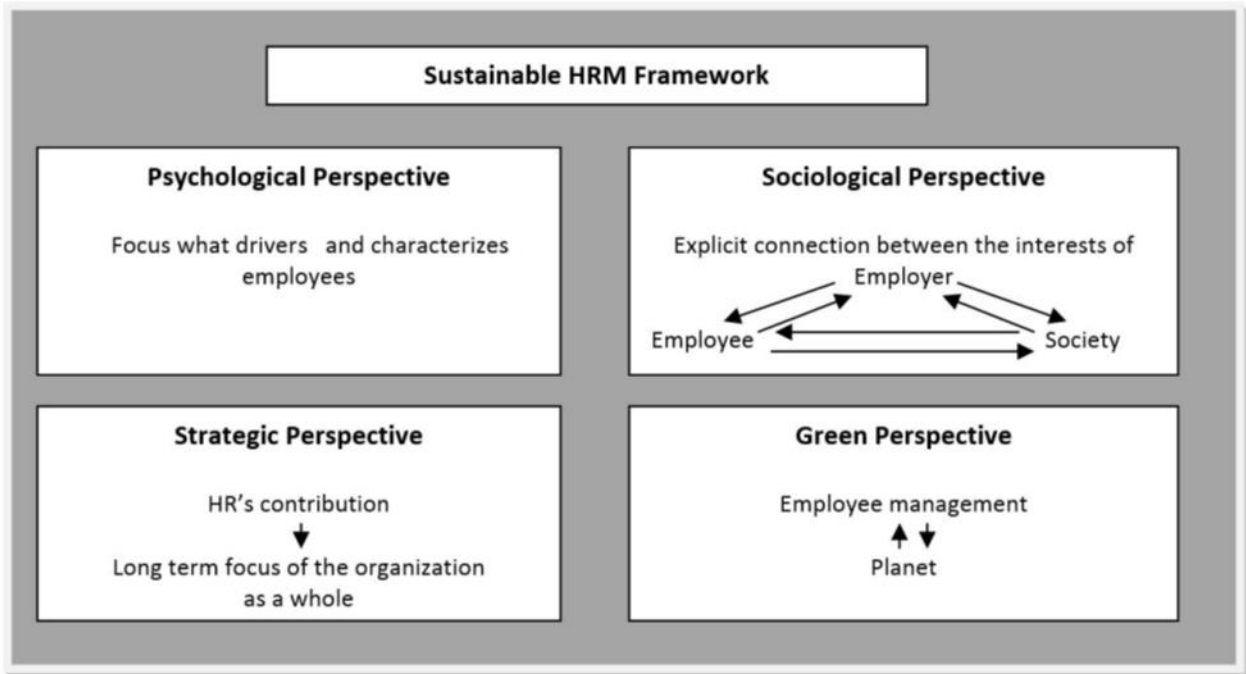 Sustainable HRM Framework
Psychological Perspective
Focus what drivers and characterizes
employees
Sociological Perspective
Explicit connection between the interests of
Employer
Employee
Society
Strategic Perspective
HR's contribution
Long term focus of the organization
as a whole
Green Perspective
Employee management
Planet